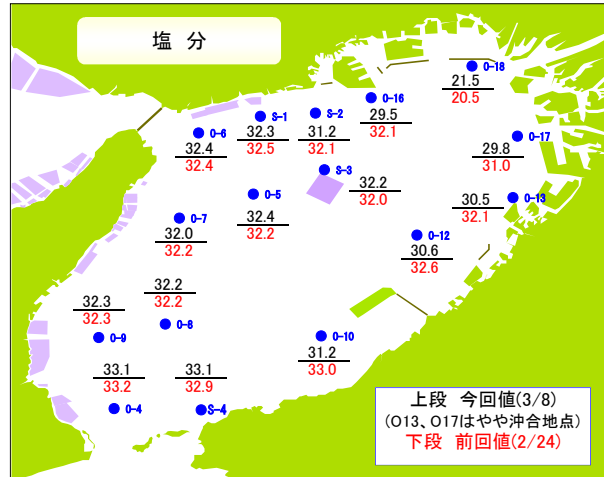 塩 分
O-18
21.5
20.5
O-16
29.5
32.1
S-1
32.3
32.5
S-2
31.2
32.1
O-6
32.4
32.4
O-17
29.8
31.0
S-3
32.2
32.0
O-5
32.4
32.2
O-13
30.5
32.1
O-7
32.0
32.2
O-12
30.6
32.6
32.2
32.2
O-8
32.3
32.3
O-9
O-10
31.2
33.0
33.1
33.2
O-4
33.1
32.9
S-4
上段 今回値(3/8)
(O13、O17はやや沖合地点)
下段 前回値(2/24)